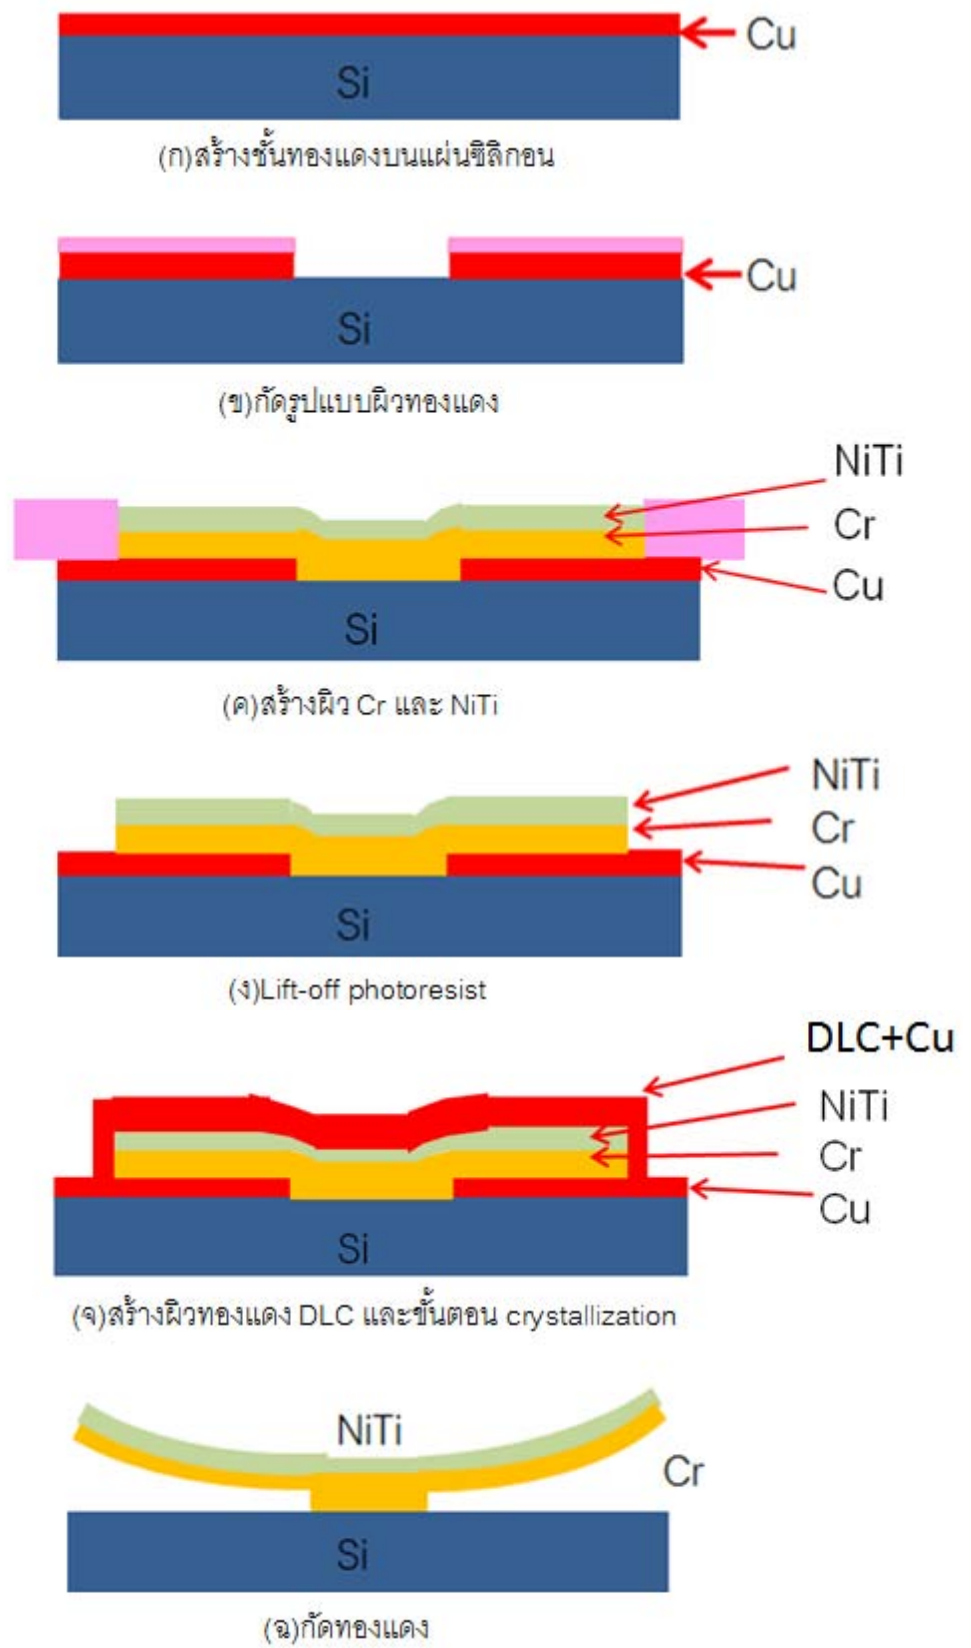 Cu
Si
(ก)สร้างชั้นทองแดงบนแผ่นซิลิกอน
Cu
Si
(ข)กัดรูปแบบผิวทองแดง
NiTi
Cr
Cu
Si
(ค)สร้างผิว Cr และ NiTi
NiTi
Cr
Cu
Si
(ง)Lift-off photoresist
DLC+Cu
NiTi
Cr
Cu
Si
(จ)สร้างผิวทองแดง DLC และขั้นตอน crystallization
NiTi
Cr
Si
(ฉ)กัดทองแดง